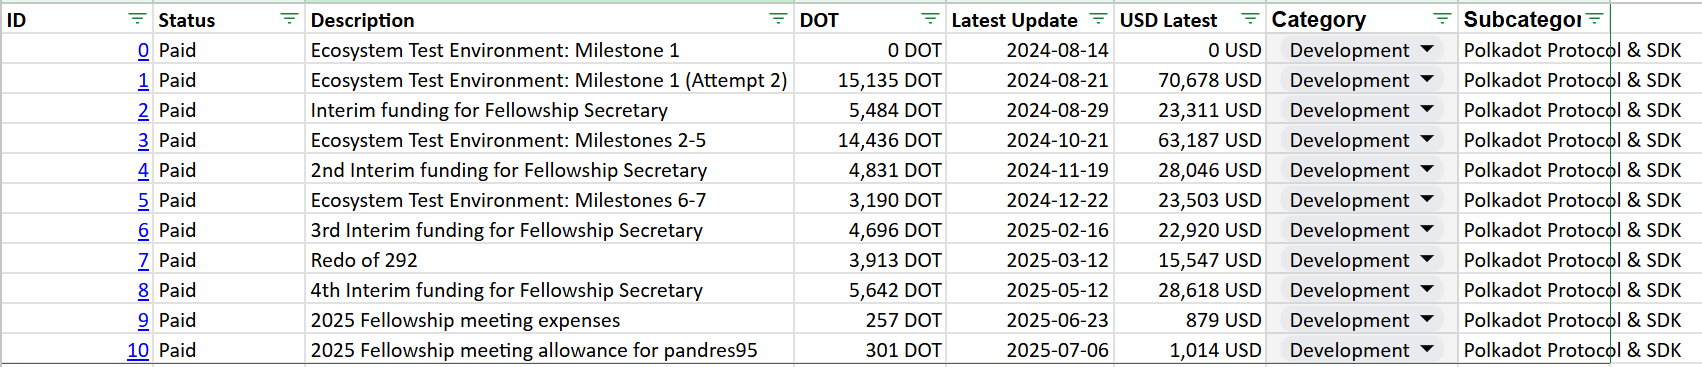 ID Status Description DOT Latest Update USD Latest Category Subcategor
0 Paid Ecosystem Test Environment: Milestone 1 0 DOT 2024-08-14 0 USD Development Polkadot Protocol & SDK
1 Paid Ecosystem Test Environment: Milestone 1 (Attempt 2) 15,135 DOT 2024-08-21 70,678 USD Development Polkadot Protocol & SDK
2 Paid Interim funding for Fellowship Secretary 5,484 DOT 2024-08-29 23,311 USD Development Polkadot Protocol & SDK
3 Paid Ecosystem Test Environment: Milestones 2-5 14,436 DOT 2024-10-21 63,187 USD Development Polkadot Protocol & SDK
4 Paid 2nd Interim funding for Fellowship Secretary 4,831 DOT 2024-11-19 28,046 USD Development Polkadot Protocol & SDK
5 Paid Ecosystem Test Environment: Milestones 6-7 3,190 DOT 2024-12-22 23,503 USD Development Polkadot Protocol & SDK
6 Paid 3rd Interim funding for Fellowship Secretary 4,696 DOT 2025-02-16 22,920 USD Development Polkadot Protocol & SDK
7 Paid Redo of 292 3,913 DOT 2025-03-12 15,547 USD Development Polkadot Protocol & SDK
8 Paid 4th Interim funding for Fellowship Secretary 5,642 DOT 2025-05-12 28,618 USD Development Polkadot Protocol & SDK
9 Paid 2025 Fellowship meeting expenses 257 DOT 2025-06-23 879 USD Development Polkadot Protocol & SDK
10 Paid 2025 Fellowship meeting allowance for pandres95 301 DOT 2025-07-06 1,014 USD Development Polkadot Protocol & SDK